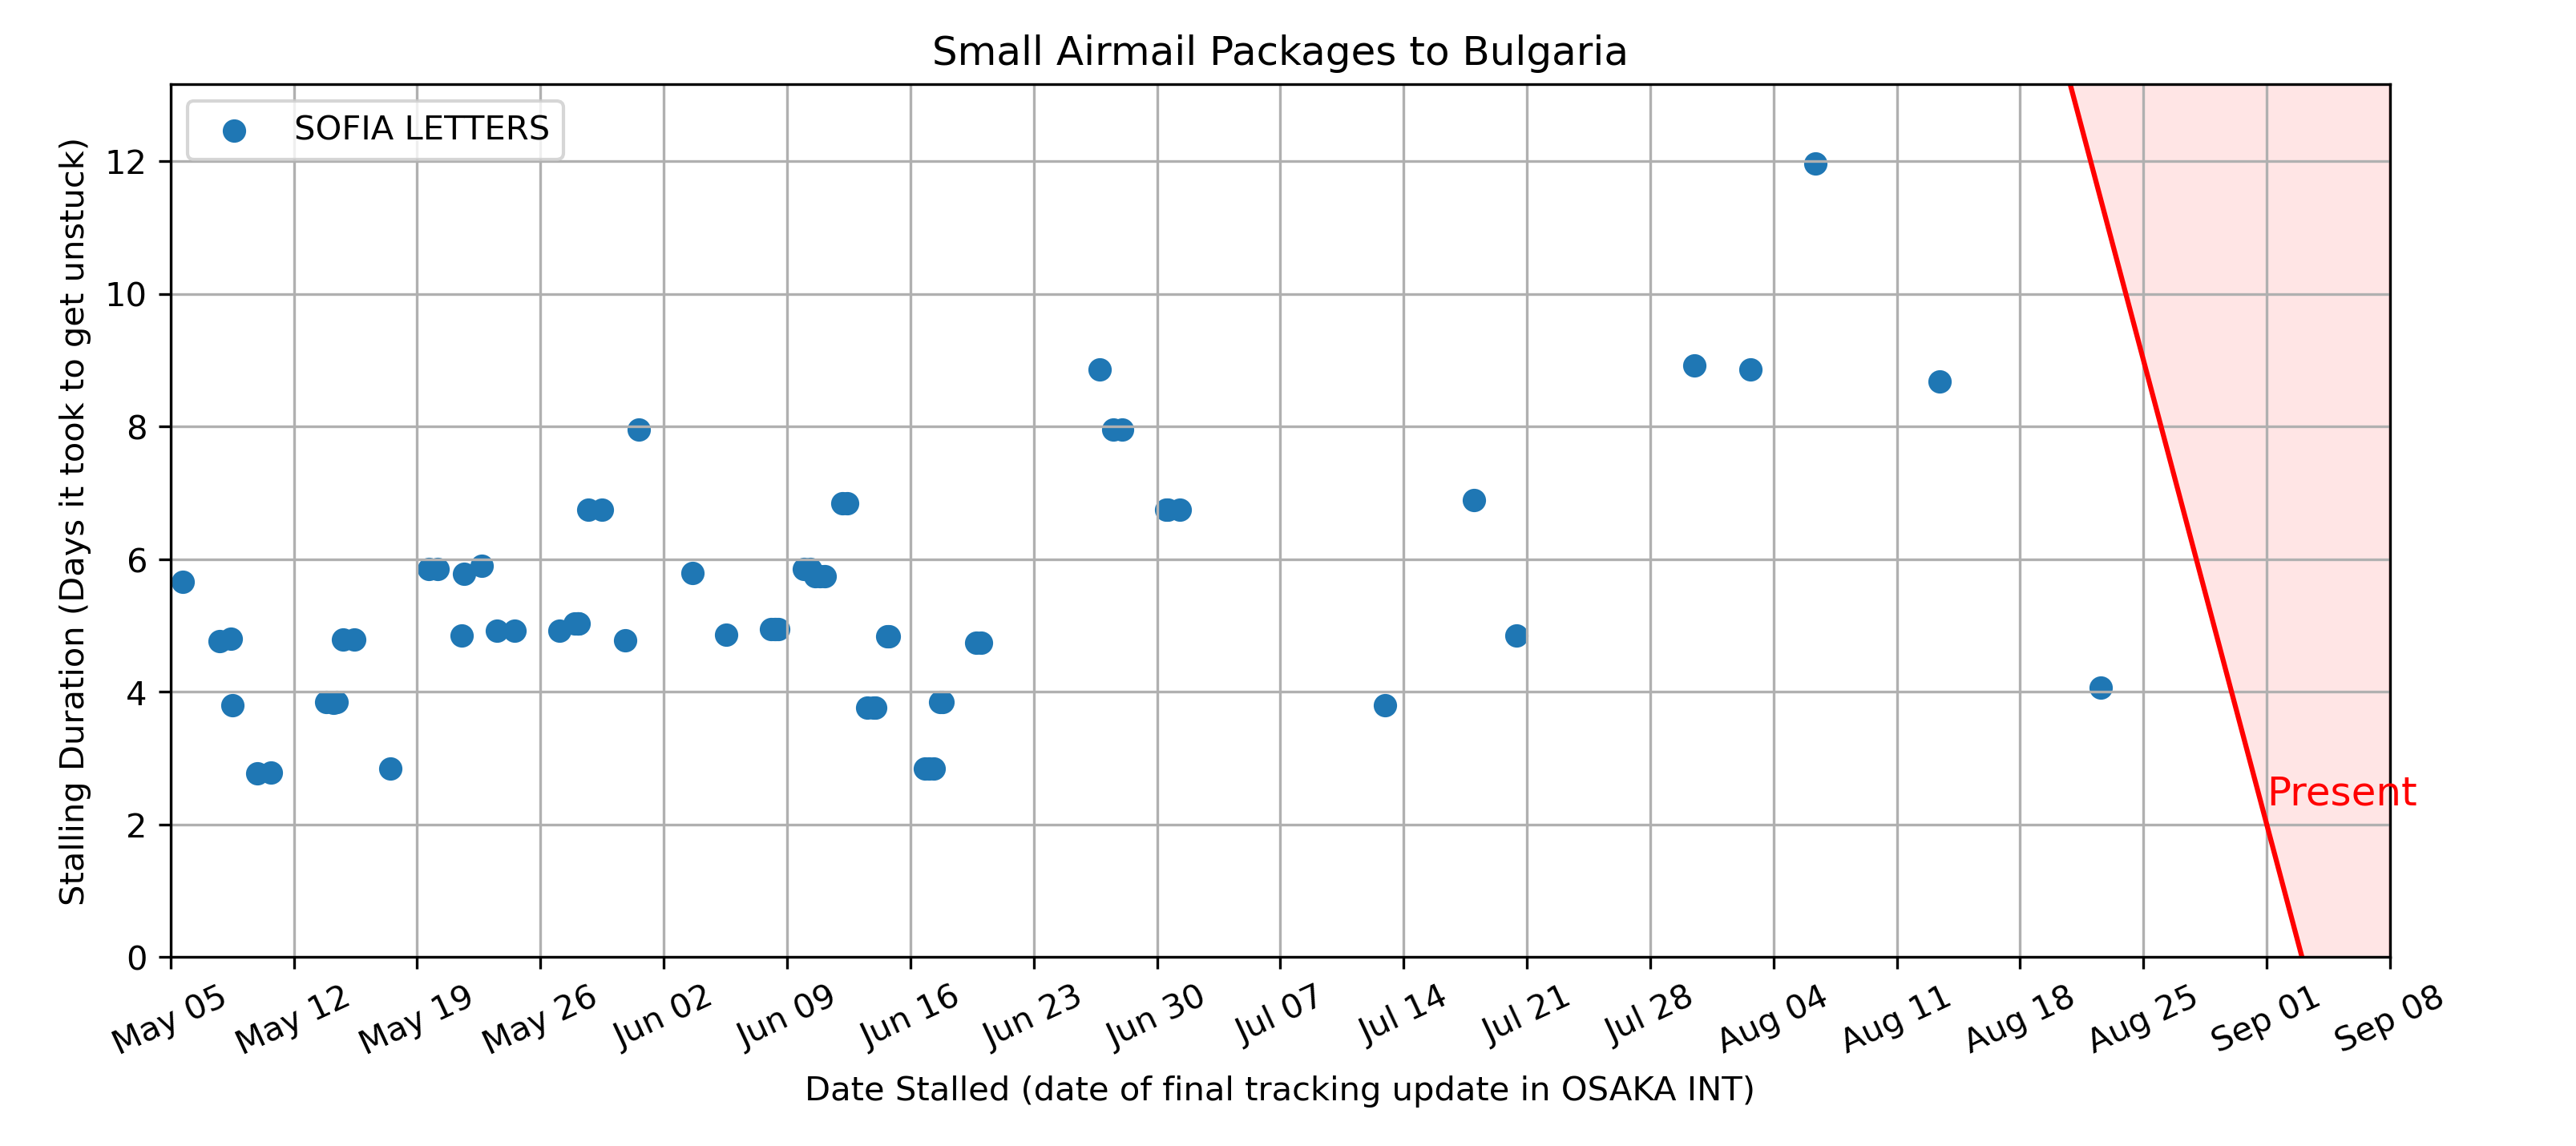 Small Airmail Packages to Bulgaria
SOFIA LETTERS
Stalling Duration (Days it took to get unstuck)
12
10
8
6
4
2
0
Present
May 05
May 12
May 19
May 26
Jun 02
Jun 09
Jun 16
Jun 23
Jun 30
Jul 07
Jul 14
Jul 21
Jul 28
Aug 04
Aug 11
Aug 18
Aug 25
Sep 01
Sep 08
Date Stalled (date of final tracking update in OSAKA INT)